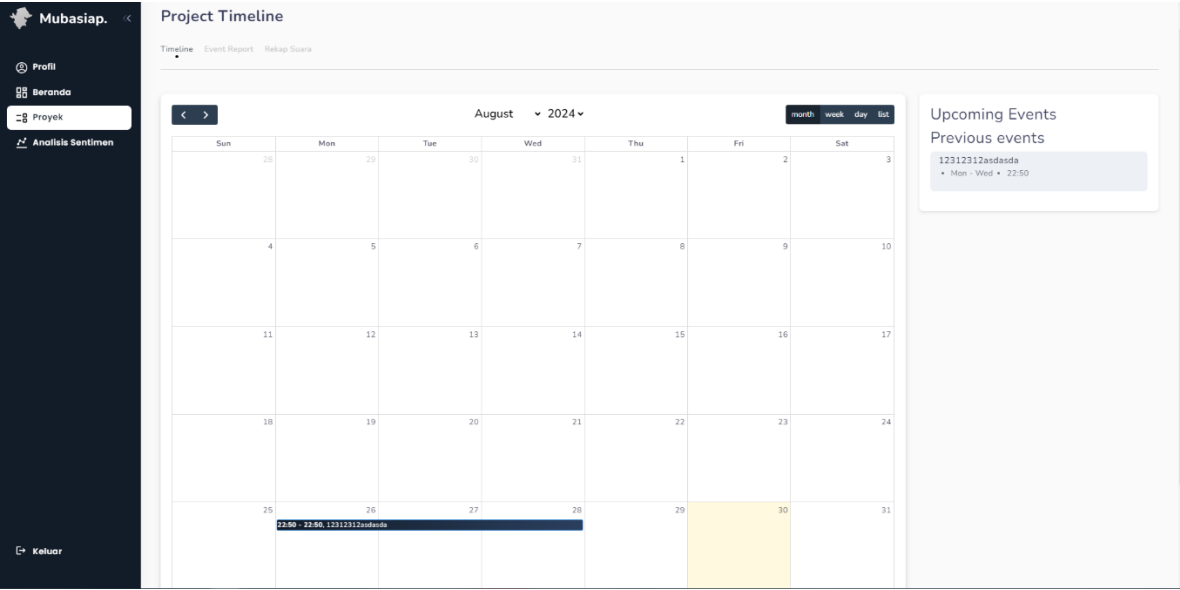 Mubasiap.
Profil
Beranda
Proyek
Analisis Sentimen
Keluar
Project Timeline
Timeline Event Report Rekap Suara
August 2024
month week day list
Sun Mon Tue Wed Thu Fri Sat
28 29 30 31 1 2 3
4 5 6 7 8 9 10
11 12 13 14 15 16 17
18 19 20 21 22 23 24
25 26 27 28 29 30 31
22:50 - 22:50, 12312312asdasda
Upcoming Events
Previous events
12312312asdasda
• Mon - Wed • 22:50